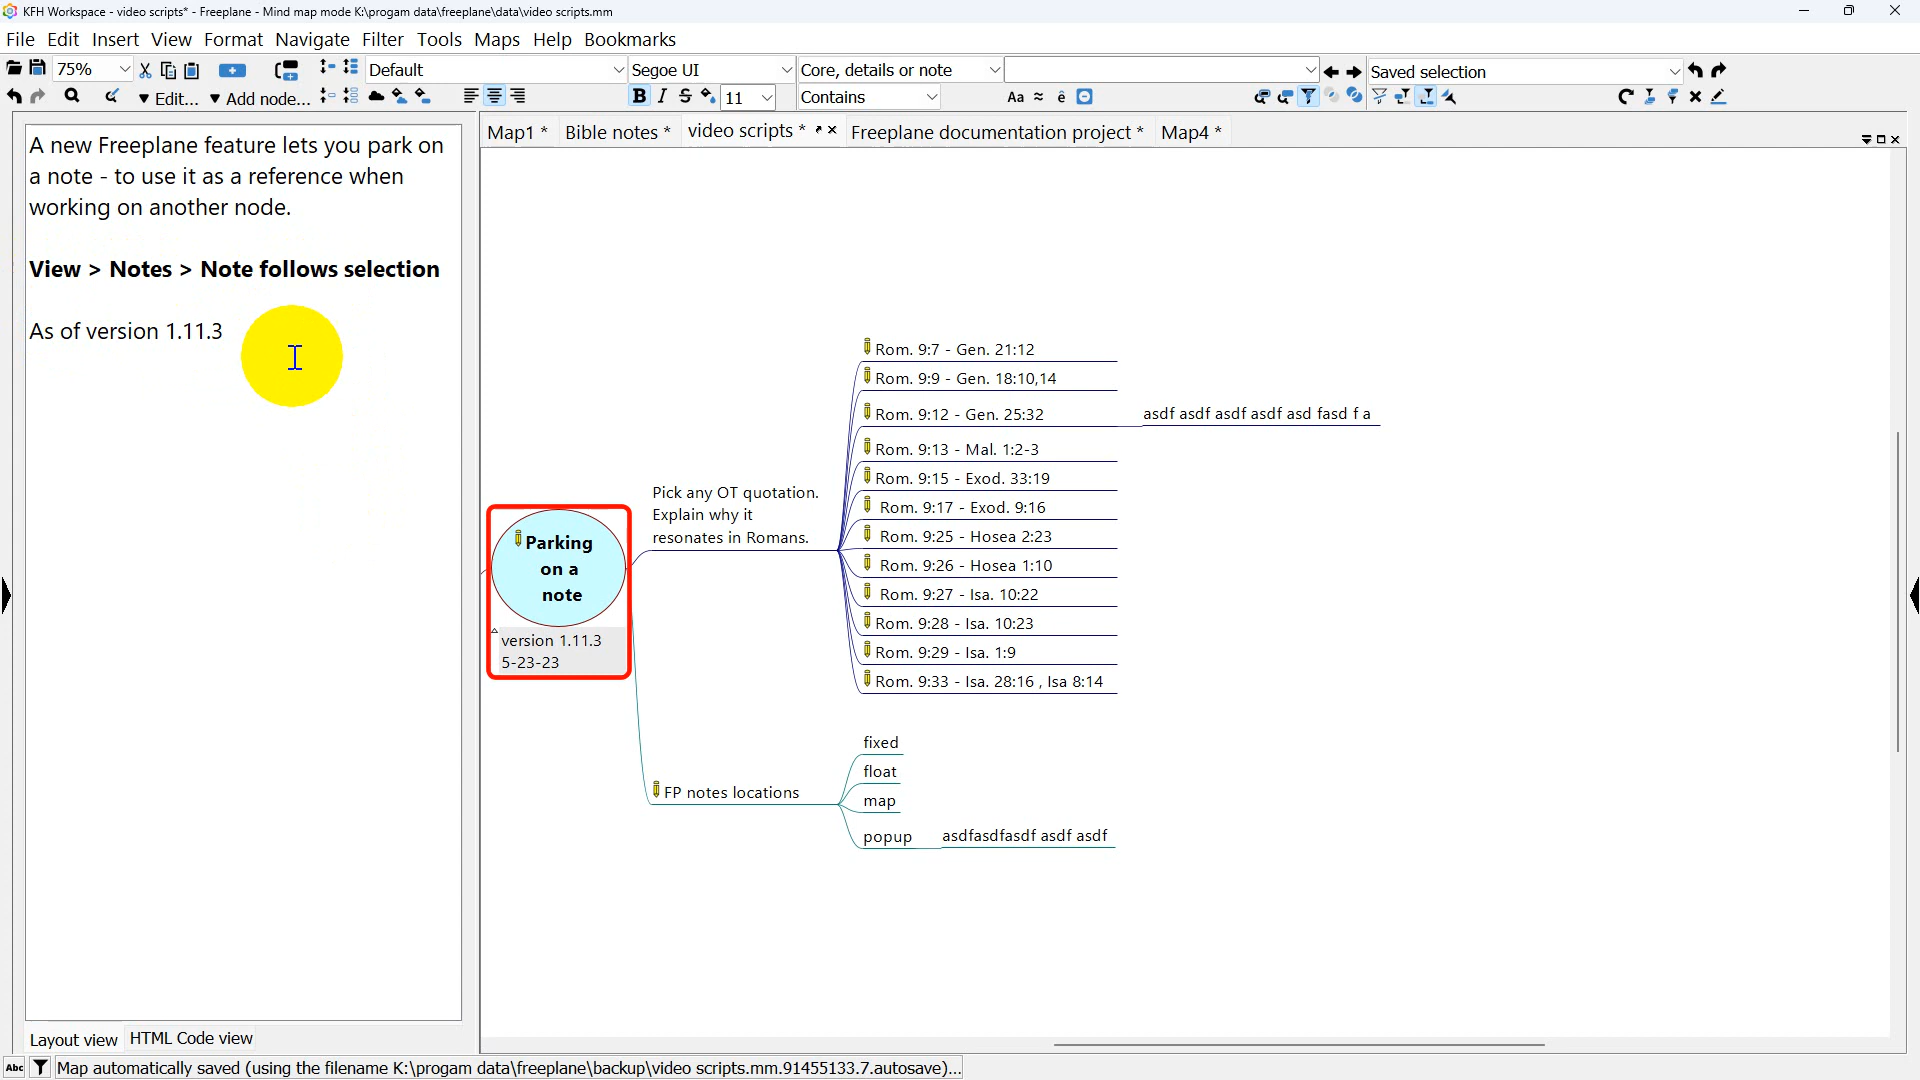 KFH Workspace - video scripts* - Freeplane - Mind map mode K:\progam data\freeplane\data\video scripts.mm
File Edit Insert View Format Navigate Filter Tools Maps Help Bookmarks
75% Default Segoe UI Core, details or note Saved selection
Edit... Add node... B I S 11 Contains Aa ≈ ê
Map1 * Bible notes * video scripts * Freeplane documentation project * Map4 *
A new Freeplane feature lets you park on
a note - to use it as a reference when
working on another node.
View > Notes > Note follows selection
As of version 1.11.3
Parking
on a
note
version 1.11.3
5-23-23
Pick any OT quotation.
Explain why it
resonates in Romans.
Rom. 9:7 - Gen. 21:12
Rom. 9:9 - Gen. 18:10,14
Rom. 9:12 - Gen. 25:32
asdf asdf asdf asdf asd fasd f a
Rom. 9:13 - Mal. 1:2-3
Rom. 9:15 - Exod. 33:19
Rom. 9:17 - Exod. 9:16
Rom. 9:25 - Hosea 2:23
Rom. 9:26 - Hosea 1:10
Rom. 9:27 - Isa. 10:22
Rom. 9:28 - Isa. 10:23
Rom. 9:29 - Isa. 1:9
Rom. 9:33 - Isa. 28:16 , Isa 8:14
FP notes locations
fixed
float
map
popup
asdfasdfasdf asdf asdf
Layout view HTML Code view
Abc Map automatically saved (using the filename K:\progam data\freeplane\backup\video scripts.mm.91455133.7.autosave)...